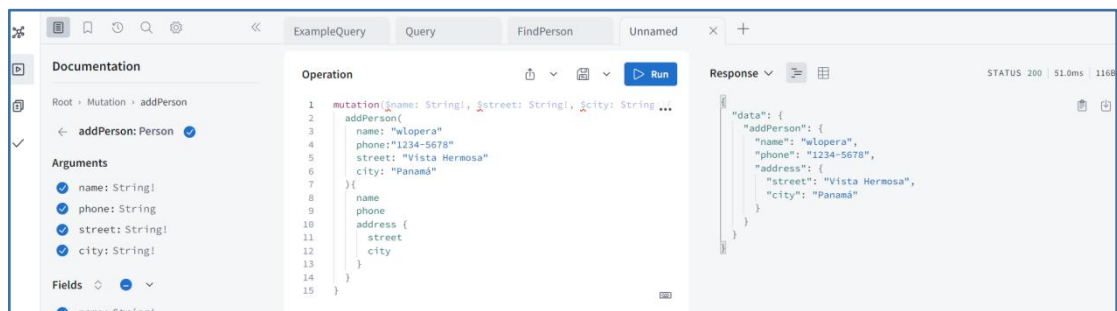 ExampleQuery Query FindPerson Unnamed
Documentation
Root › Mutation › addPerson
addPerson: Person
Arguments
name: String!
phone: String
street: String!
city: String!
Fields
Operation
Run
1 mutation($name: String!, $street: String!, $city: String
2 addPerson(
3 name: "wlopera"
4 phone:"1234-5678"
5 street: "Vista Hermosa"
6 city: "Panamá"
7 ){
8 name
9 phone
10 address {
11 street
12 city
13 }
14 }
15 }
Response
STATUS 200 51.0ms 116B
{
"data": {
"addPerson": {
"name": "wlopera",
"phone": "1234-5678",
"address": {
"street": "Vista Hermosa",
"city": "Panamá"
}
}
}
}